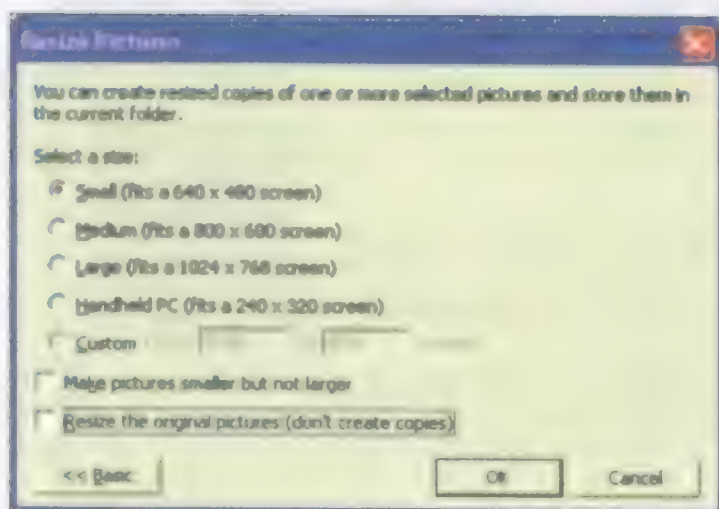 Resize Pictures
You can create resized copies of one or more selected pictures and store them in
the current folder.
Select a size:
Small (fits a 640 x 480 screen)
Medium (fits a 800 x 600 screen)
Large (fits a 1024 x 768 screen)
Handheld PC (fits a 240 x 320 screen)
Custom
Make pictures smaller but not larger
Resize the original pictures (don't create copies)
<< Basic
OK
Cancel